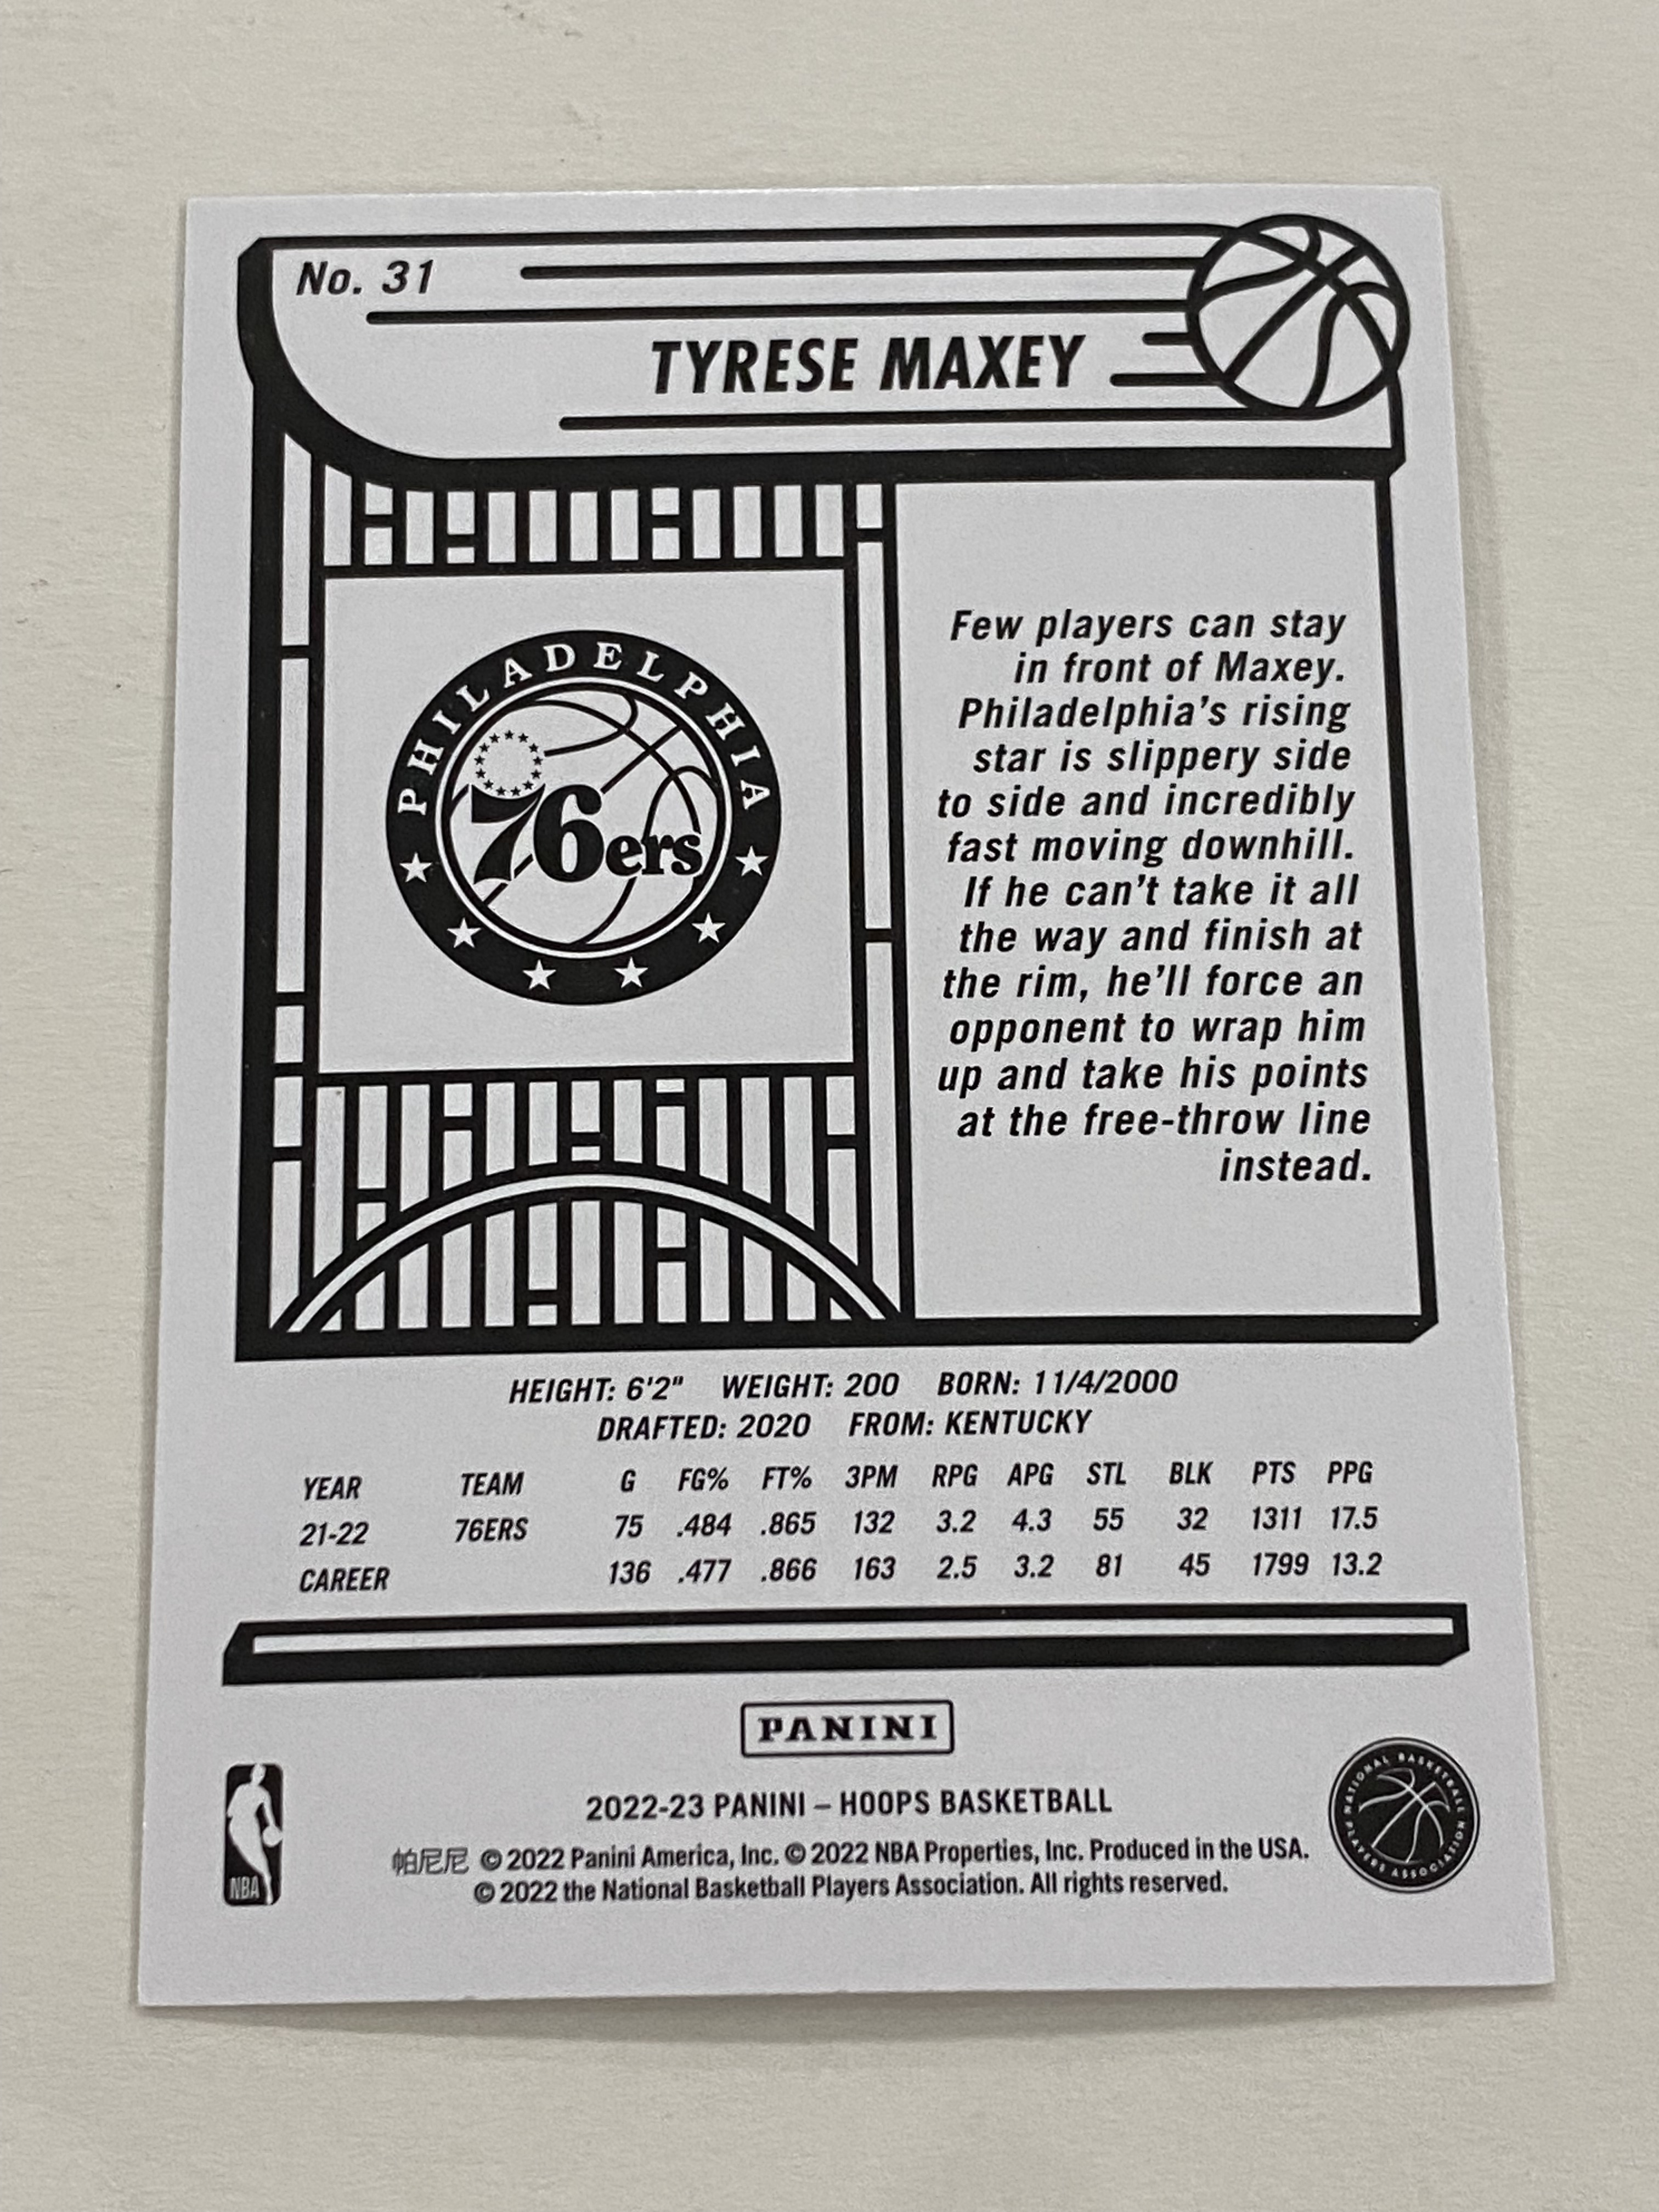 No. 31
TYRESE MAXEY
PHILADELPHIA
76ers
Few players can stay
in front of Maxey.
Philadelphia's rising
star is slippery side
to side and incredibly
fast moving downhill.
If he can't take it all
the way and finish at
the rim, he'll force an
opponent to wrap him
up and take his points
at the free-throw line
instead.
HEIGHT: 6'2" WEIGHT: 200 BORN: 11/4/2000
DRAFTED: 2020 FROM: KENTUCKY
YEAR TEAM G FG% FT% 3PM RPG APG STL BLK PTS PPG
21-22 76ERS 75 .484 .865 132 3.2 4.3 55 32 1311 17.5
CAREER 136 .477 .866 163 2.5 3.2 81 45 1799 13.2
PANINI
2022-23 PANINI – HOOPS BASKETBALL
帕尼尼 © 2022 Panini America, Inc. © 2022 NBA Properties, Inc. Produced in the USA.
© 2022 the National Basketball Players Association. All rights reserved.
NBA
NATIONAL BASKETBALL
PLAYERS ASSOCIATION